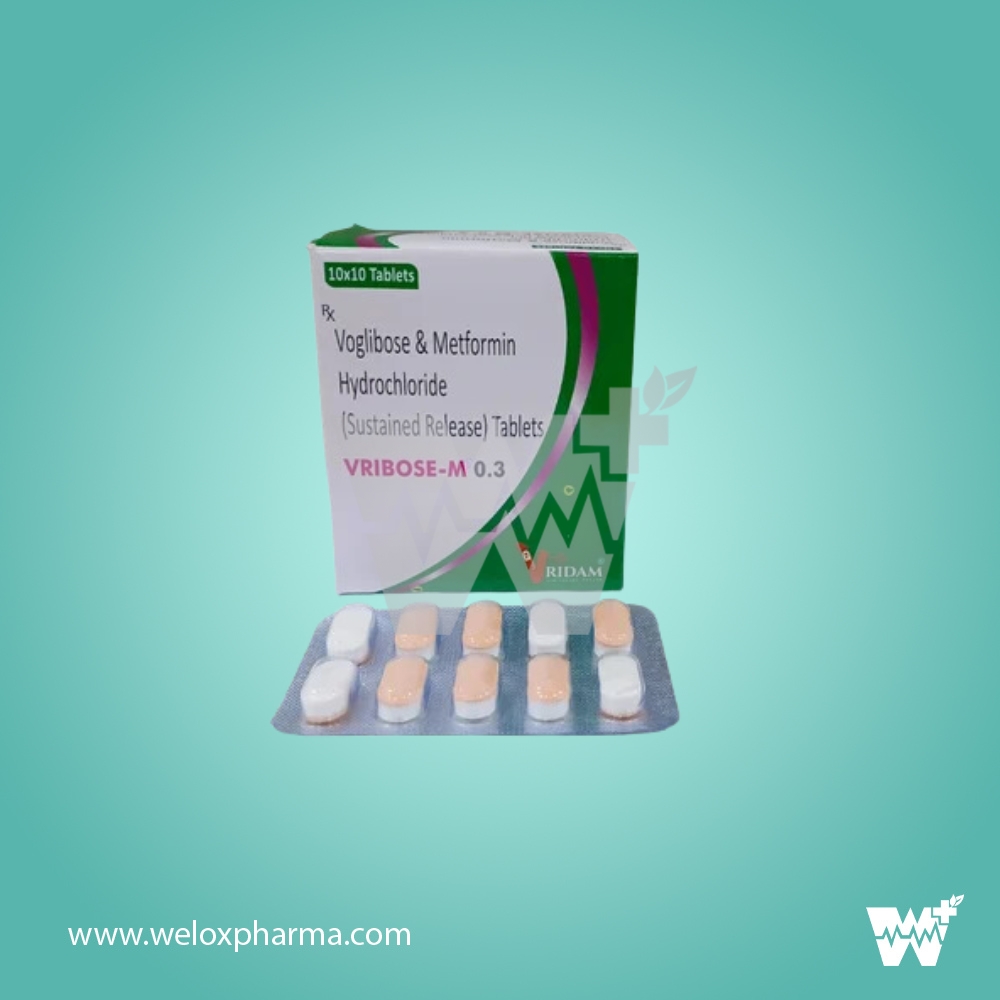 10x10 Tablets
Rx
Voglibose & Metformin
Hydrochloride
(Sustained Release) Tablets
VRIBOSE-M 0.3
VRIDAM
www.weloxpharma.com